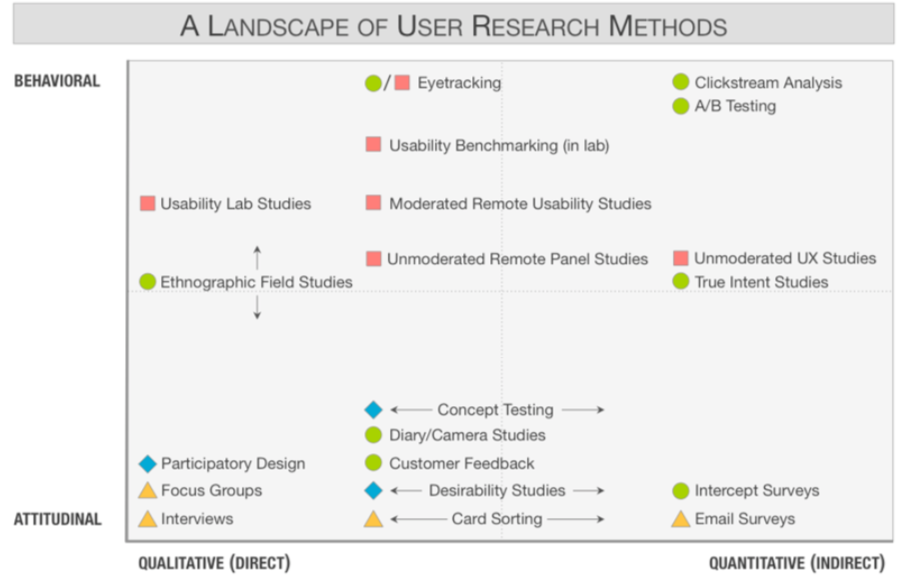 A LANDSCAPE OF USER RESEARCH METHODS
BEHAVIORAL
/ Eyetracking
Clickstream Analysis
A/B Testing
Usability Benchmarking (in lab)
Usability Lab Studies
Moderated Remote Usability Studies
Unmoderated Remote Panel Studies
Unmoderated UX Studies
Ethnographic Field Studies
True Intent Studies
Concept Testing
Diary/Camera Studies
Participatory Design
Customer Feedback
Focus Groups
Desirability Studies
Intercept Surveys
ATTITUDINAL
Interviews
Card Sorting
Email Surveys
QUALITATIVE (DIRECT)
QUANTITATIVE (INDIRECT)